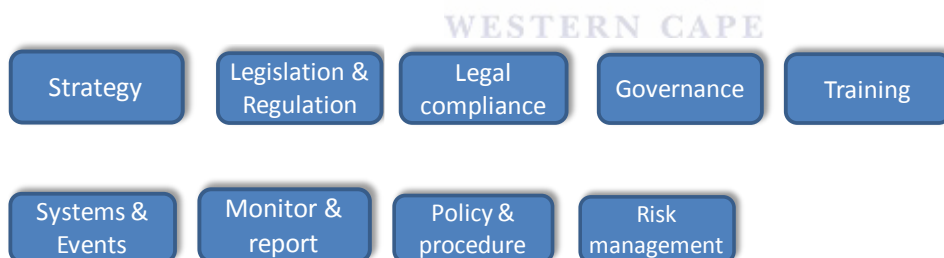 WESTERN CAPE
Strategy
Legislation &
Regulation
Legal
compliance
Governance
Training
Systems &
Events
Monitor &
report
Policy &
procedure
Risk
management